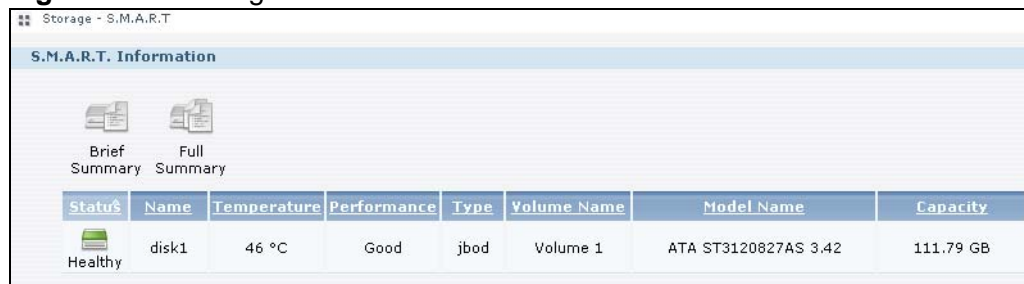 Storage - S.M.A.R.T
S.M.A.R.T. Information
Brief Summary
Full Summary
Status Name Temperature Performance Type Volume Name Model Name Capacity
Healthy disk1 46 °C Good jbod Volume 1 ATA ST3120827AS 3.42 111.79 GB